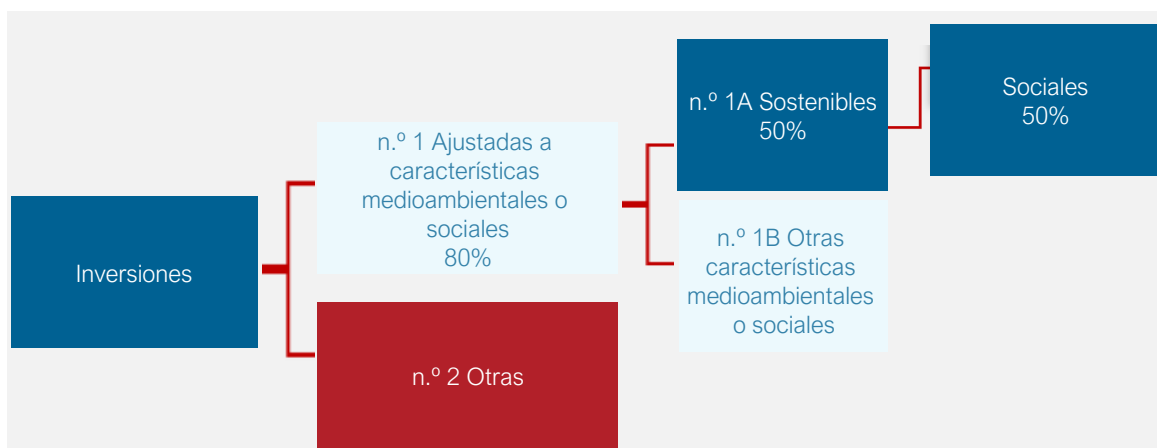 Inversiones
n.º 1 Ajustadas a
características
medioambientales o
sociales
80%
n.º 2 Otras
n.º 1A Sostenibles
50%
n.º 1B Otras
características
medioambientales
o sociales
Sociales
50%